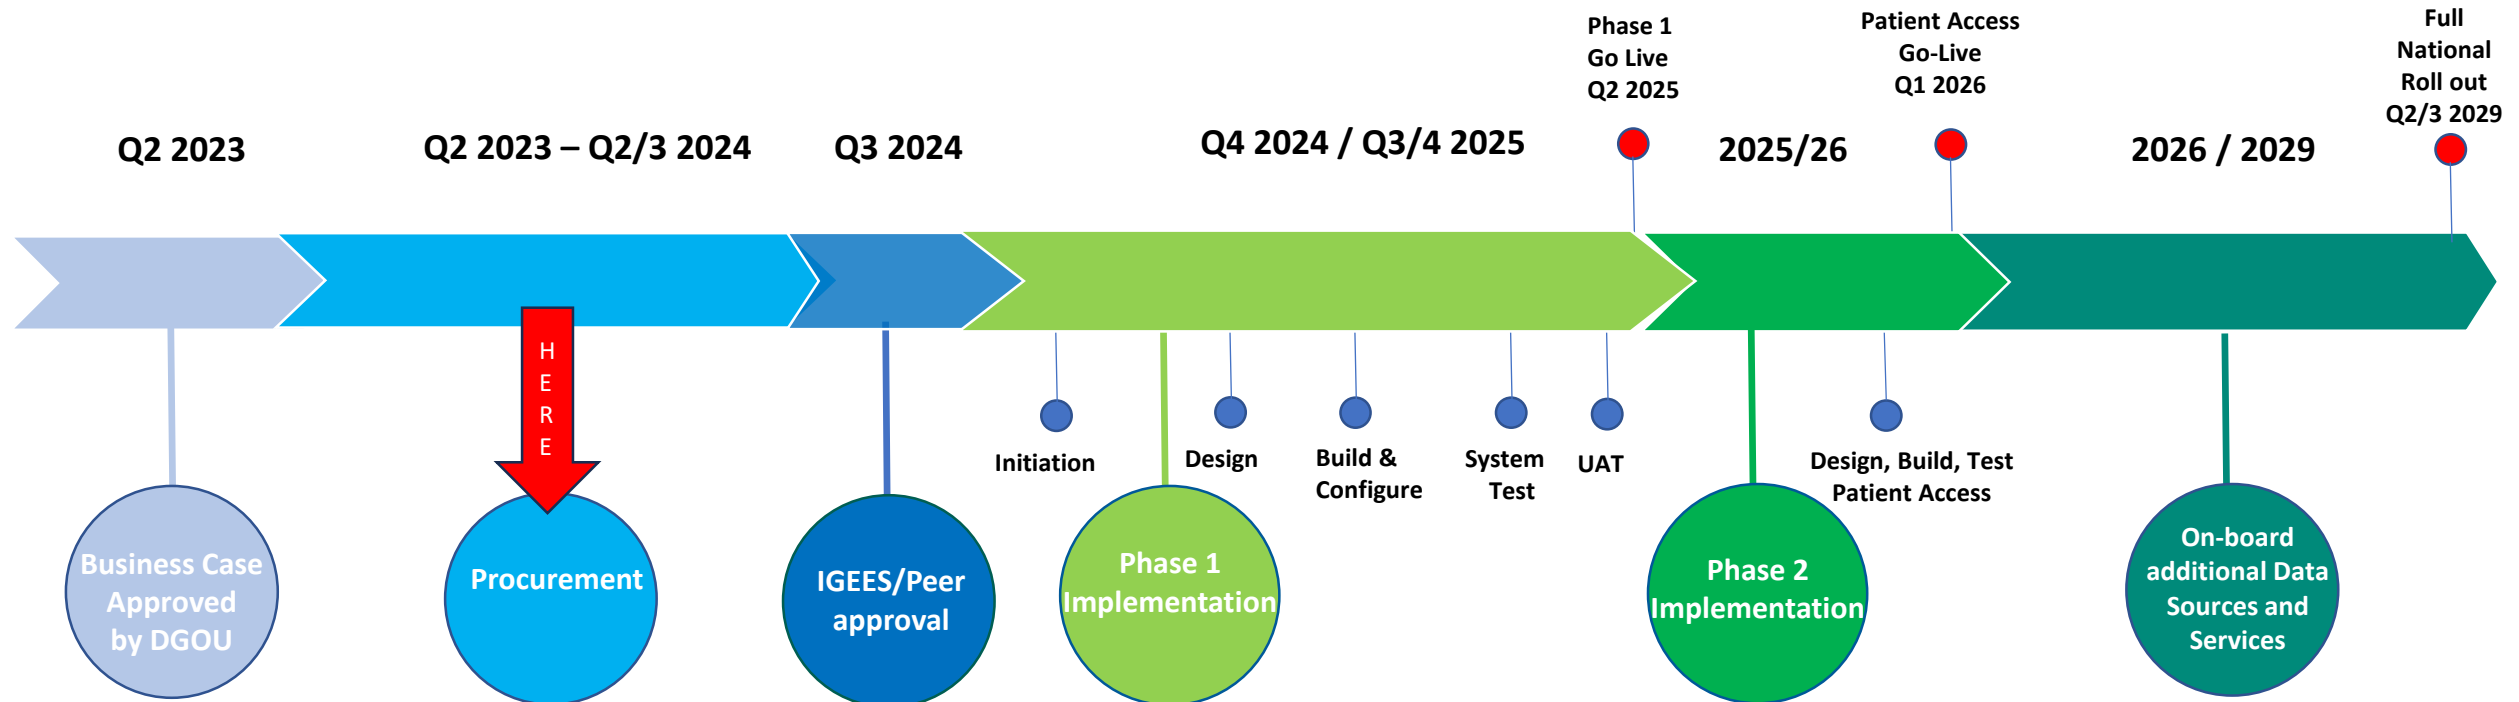 Phase 1
Go Live
Q2 2025
Patient Access
Go-Live
Q1 2026
Full
National
Roll out
Q2/3 2029
Q2 2023
Q2 2023 – Q2/3 2024
Q3 2024
Q4 2024 / Q3/4 2025
2025/26
2026 / 2029
H
E
R
E
Initiation
Design
Build &
Configure
System
Test
UAT
Design, Build, Test
Patient Access
Business Case
Approved
by DGOU
Procurement
IGEES/Peer
approval
Phase 1
Implementation
Phase 2
Implementation
On-board
additional Data
Sources and
Services